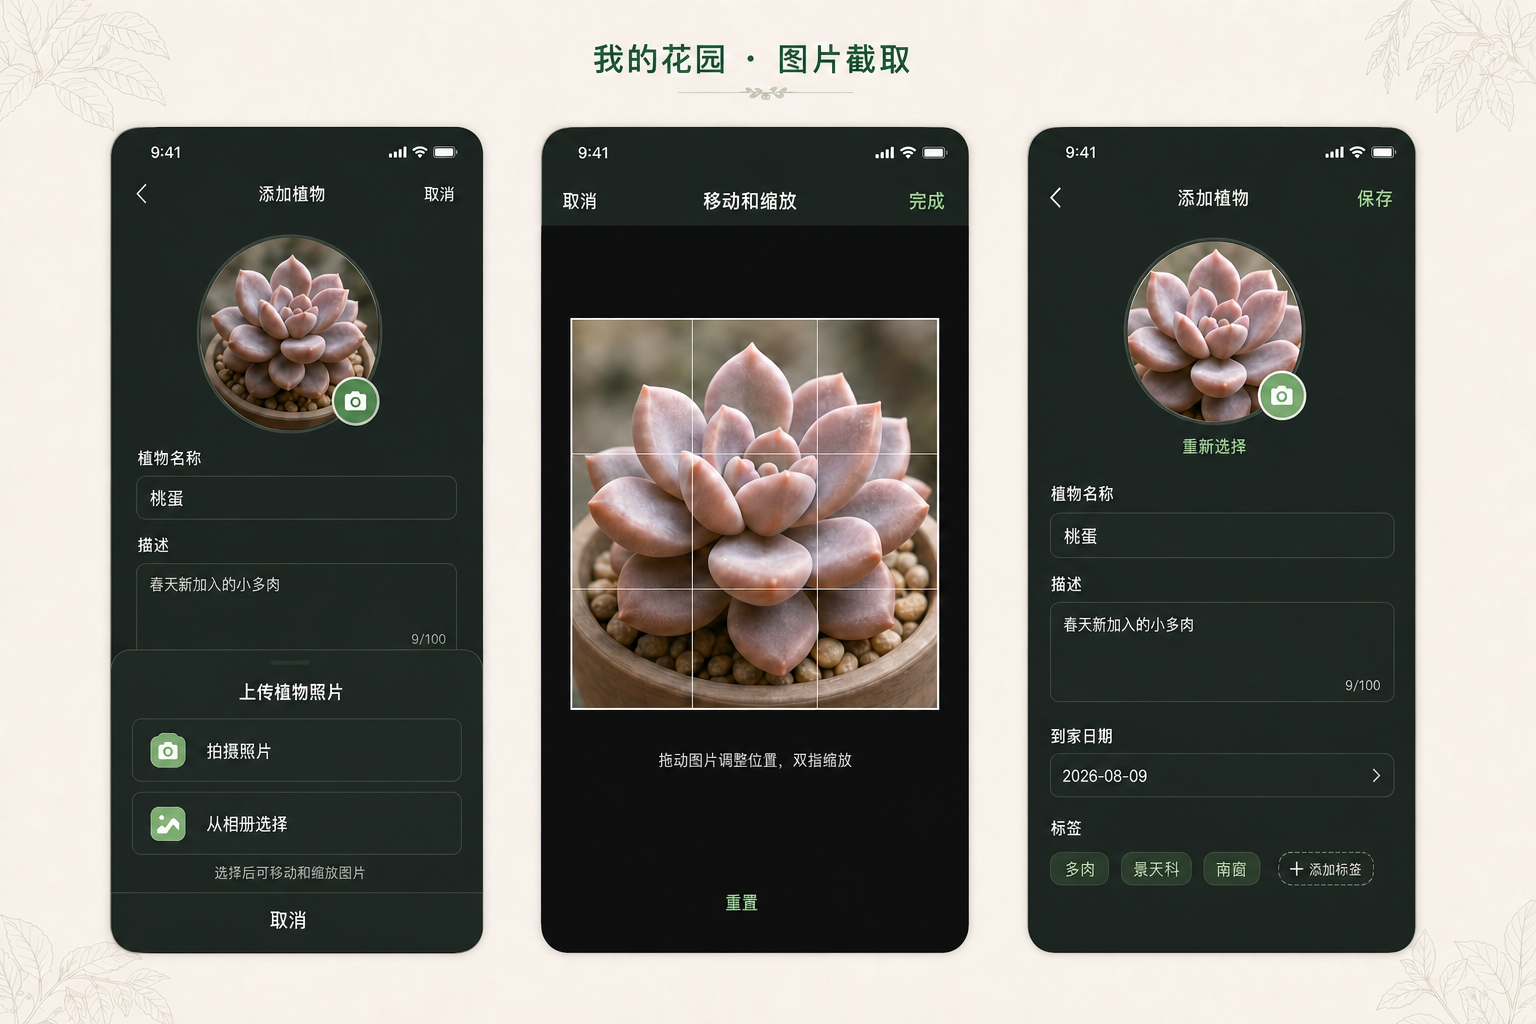 我的花园 · 图片截取
9:41
添加植物
取消
植物名称
桃蛋
描述
春天新加入的小多肉
9/100
上传植物照片
拍摄照片
从相册选择
选择后可移动和缩放图片
取消
9:41
取消
移动和缩放
完成
拖动图片调整位置，双指缩放
重置
9:41
添加植物
保存
重新选择
植物名称
桃蛋
描述
春天新加入的小多肉
9/100
到家日期
2026-08-09
标签
多肉
景天科
南窗
+ 添加标签